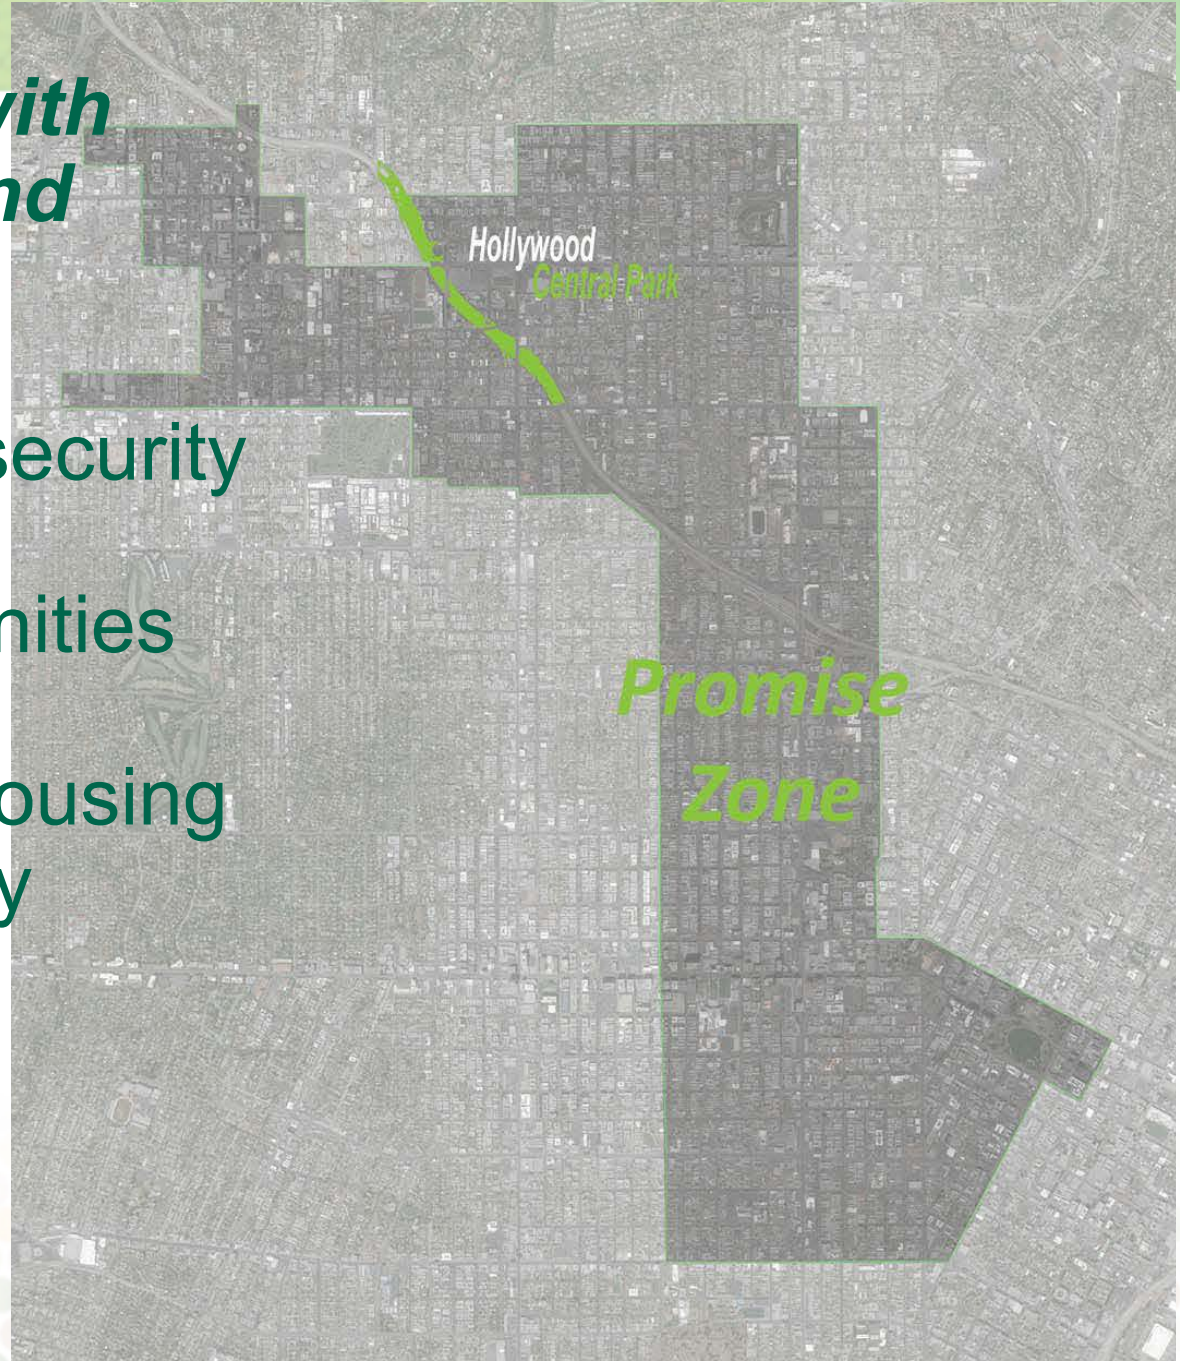 vith
nd
Hollywood
Central Park
security
nities
Promise
Zone
ousing
y